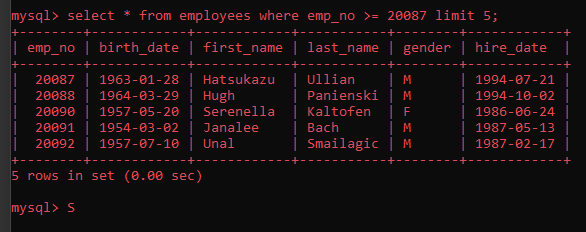 mysql> select * from employees where emp_no >= 20087 limit 5;
+--------+------------+------------+-----------+--------+------------+
| emp_no | birth_date | first_name | last_name | gender | hire_date  |
+--------+------------+------------+-----------+--------+------------+
|  20087 | 1963-01-28 | Hatsukazu  | Ullian    | M      | 1994-07-21 |
|  20088 | 1964-03-29 | Hugh       | Panienski | M      | 1994-10-02 |
|  20090 | 1957-05-20 | Serenella  | Kaltofen  | F      | 1986-06-24 |
|  20091 | 1954-03-02 | Janalee    | Bach      | M      | 1987-05-13 |
|  20092 | 1957-07-10 | Unal       | Smailagic | M      | 1987-02-17 |
+--------+------------+------------+-----------+--------+------------+
5 rows in set (0.00 sec)
mysql> S